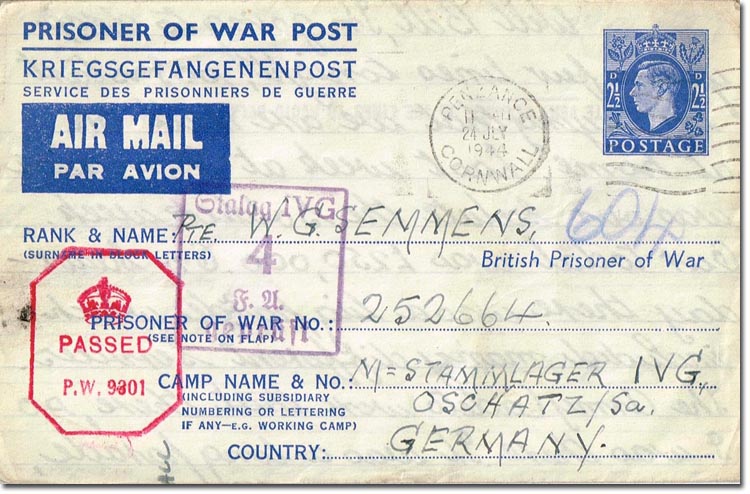 PRISONER OF WAR POST
KRIEGSGEFANGENENPOST
SERVICE DES PRISONNIERS DE GUERRE
AIR MAIL
PAR AVION
PENZANCE
24 JLY
1944
CORNWALL
D D
2½ 2½
POSTAGE
Stalag IVG
4
F. A.
RANK & NAME: Pte. W. G. SEMMENS.
(SURNAME IN BLOCK LETTERS)
604
British Prisoner of War
PASSED
P.W. 9301
PRISONER OF WAR No.: 252664.
(SEE NOTE ON FLAP)
CAMP NAME & No.: M=STAMMLAGER IVG,
(INCLUDING SUBSIDIARY
NUMBERING OR LETTERING
IF ANY—E.G. WORKING CAMP)
OSCHATZ/Sa.
COUNTRY: GERMANY.